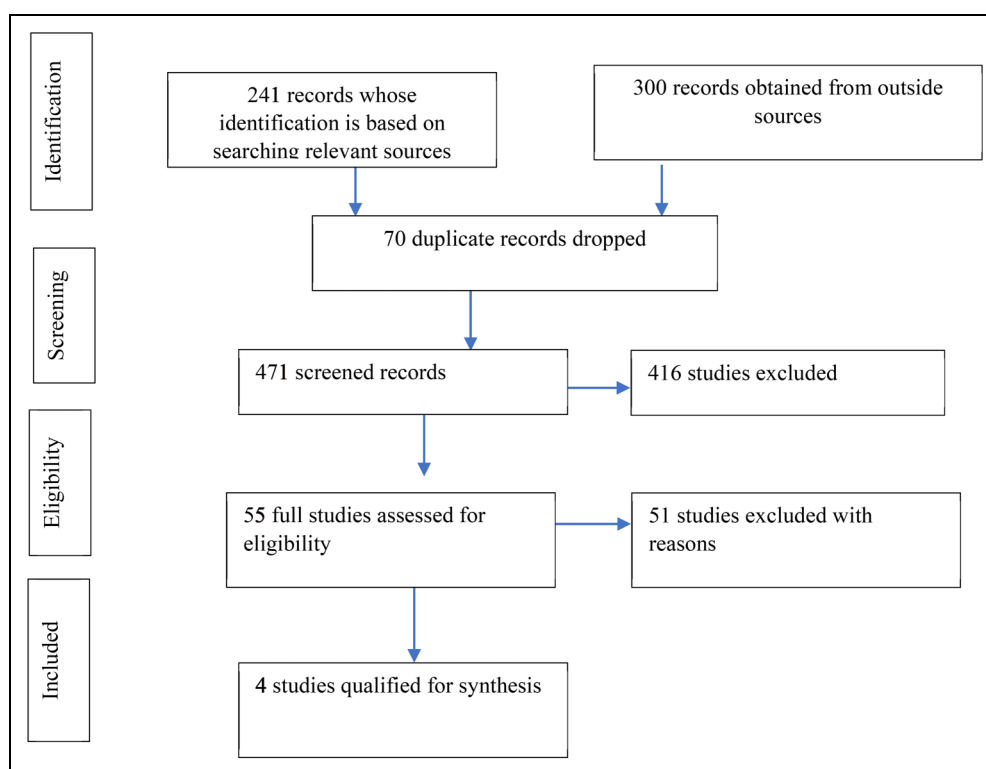 Identification
241 records whose
identification is based on
searching relevant sources
300 records obtained from outside
sources
70 duplicate records dropped
Screening
471 screened records
416 studies excluded
Eligibility
55 full studies assessed for
eligibility
51 studies excluded with
reasons
Included
4 studies qualified for synthesis